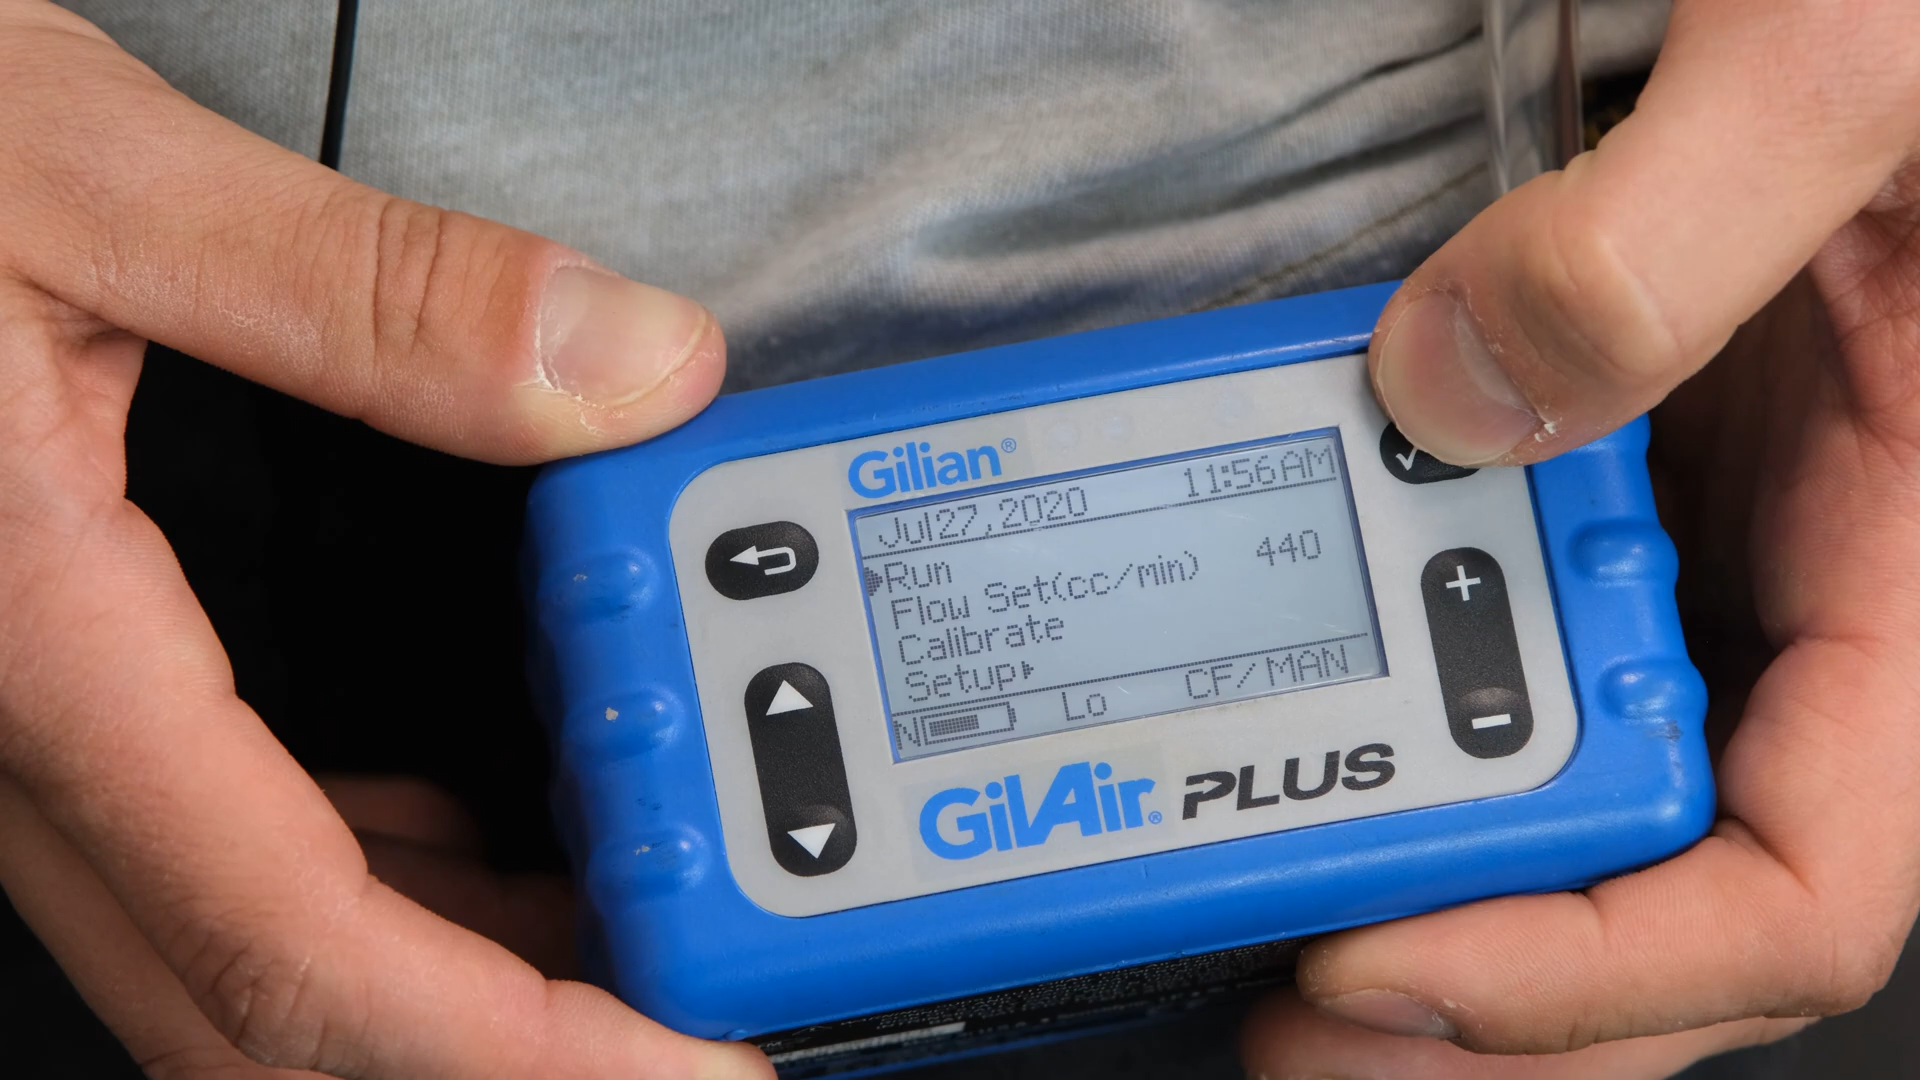 Gilian®
Jul27,2020 11:56AM
Run
Flow Set(cc/min) 440
Calibrate
Setup
N Lo CF/MAN
GilAir® PLUS